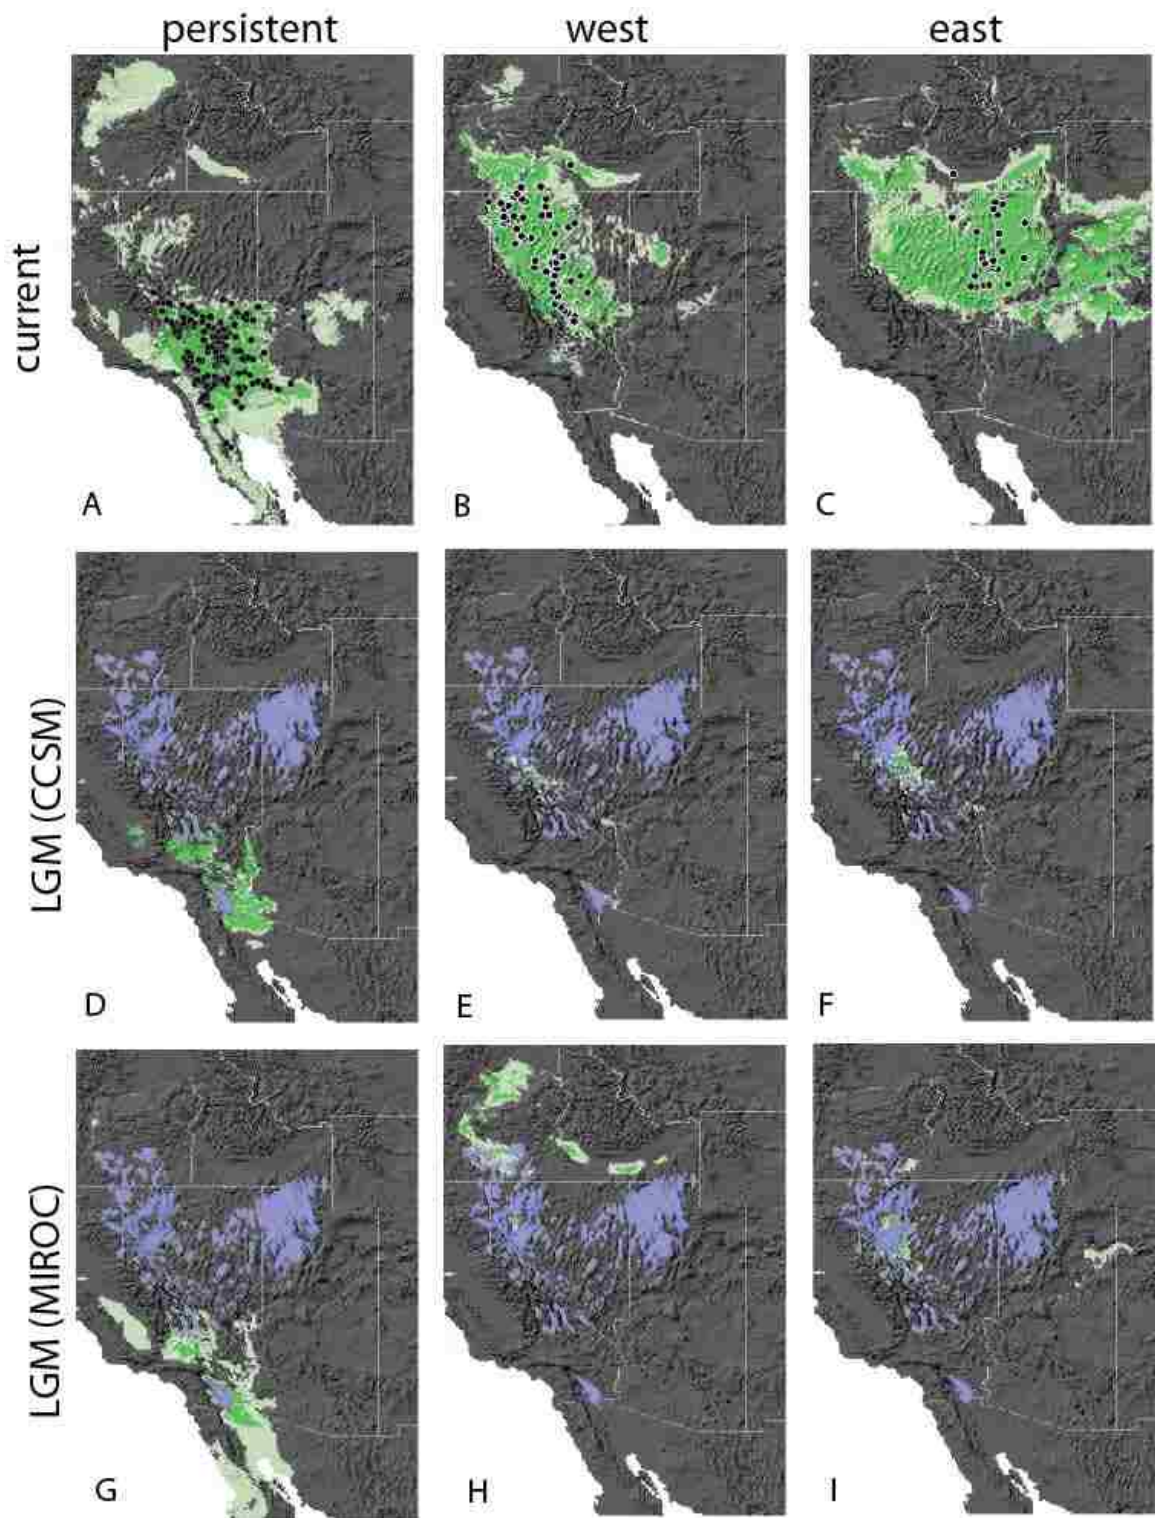 persistent west east
current
A B C
LGM (CCSM)
D E F
LGM (MIROC)
G H I